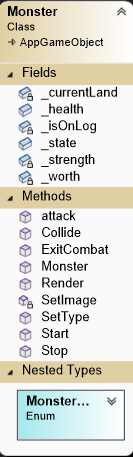 Monster
Class
AppGameObject
Fields
_currentLand
_health
_isOnLog
_state
_strength
_worth
Methods
attack
Collide
ExitCombat
Monster
Render
SetImage
SetType
Start
Stop
Nested Types
Monster...
Enum